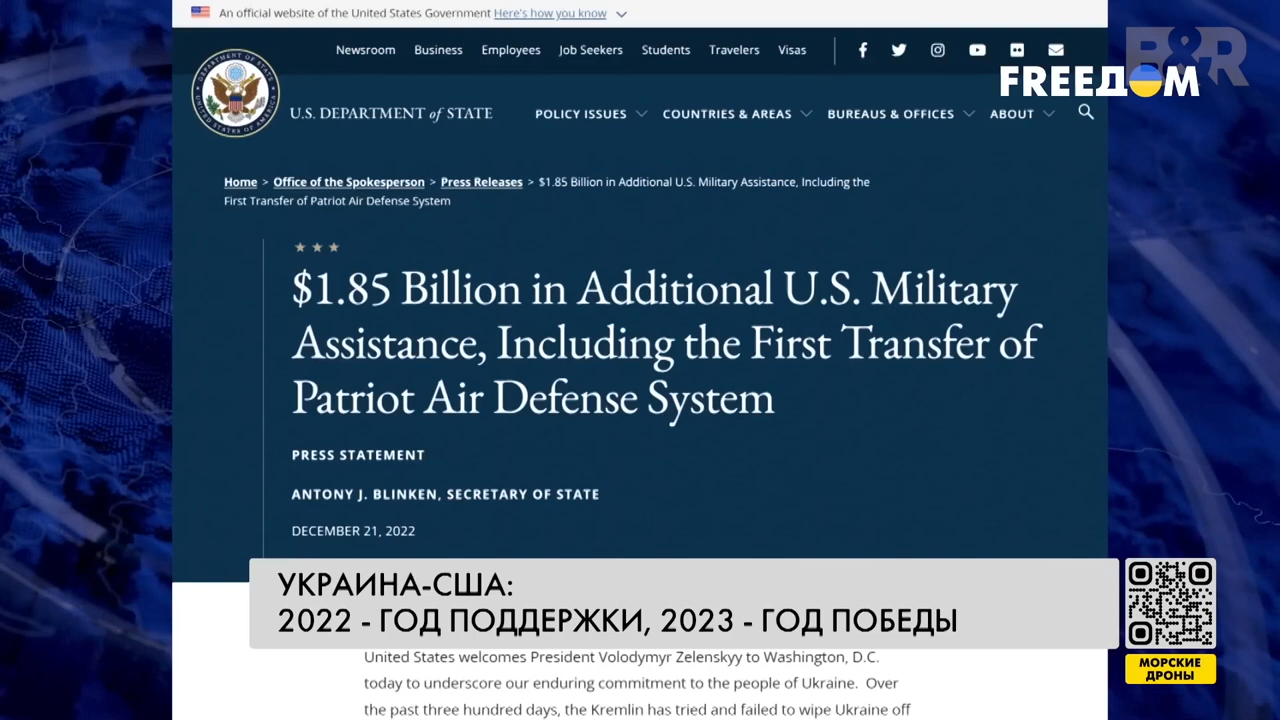 An official website of the United States Government Here's how you know
Newsroom Business Employees Job Seekers Students Travelers Visas
B&R
FREEДOM
U.S. DEPARTMENT of STATE
POLICY ISSUES COUNTRIES & AREAS BUREAUS & OFFICES ABOUT
Home > Office of the Spokesperson > Press Releases > $1.85 Billion in Additional U.S. Military Assistance, Including the
First Transfer of Patriot Air Defense System
$1.85 Billion in Additional U.S. Military
Assistance, Including the First Transfer of
Patriot Air Defense System
PRESS STATEMENT
ANTONY J. BLINKEN, SECRETARY OF STATE
DECEMBER 21, 2022
УКРАИНА-США:
2022 - ГОД ПОДДЕРЖКИ, 2023 - ГОД ПОБЕДЫ
МОРСКИЕ
ДРОНЫ
United States welcomes President Volodymyr Zelenskyy to Washington, D.C.
today to underscore our enduring commitment to the people of Ukraine. Over
the past three hundred days, the Kremlin has tried and failed to wipe Ukraine off